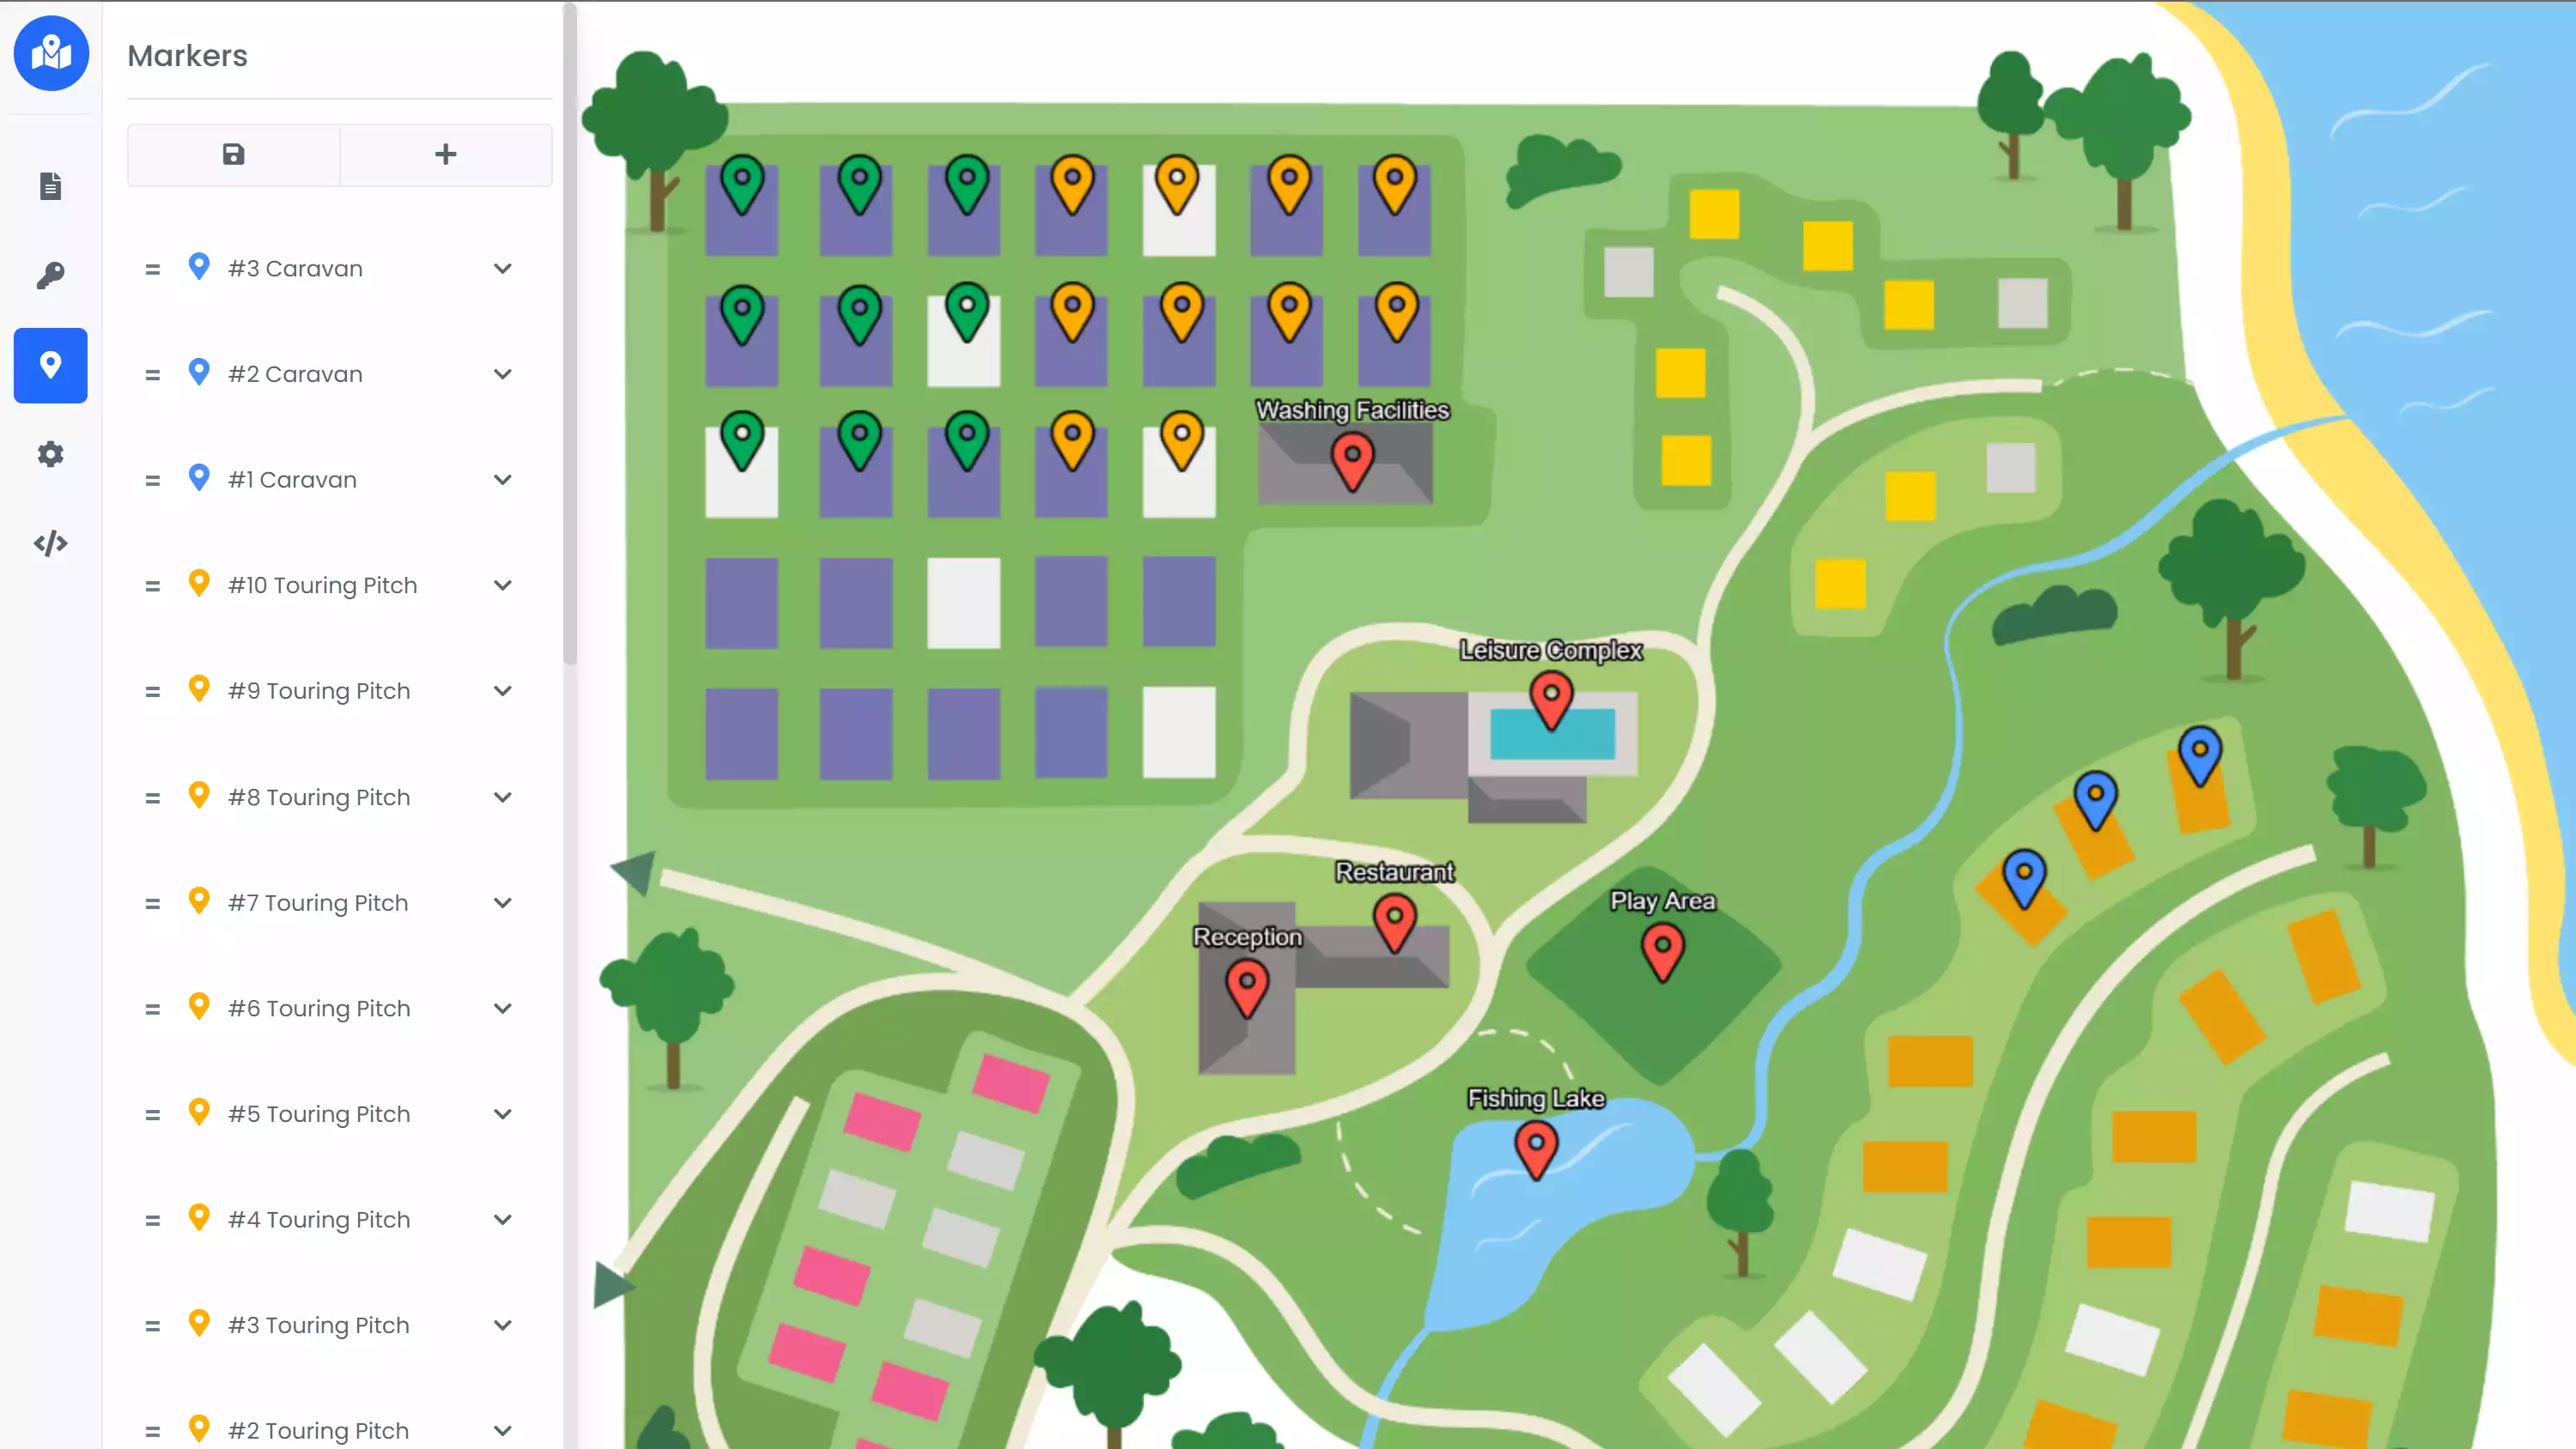 Markers
#3 Caravan
#2 Caravan
#1 Caravan
#10 Touring Pitch
#9 Touring Pitch
#8 Touring Pitch
#7 Touring Pitch
#6 Touring Pitch
#5 Touring Pitch
#4 Touring Pitch
#3 Touring Pitch
#2 Touring Pitch
Washing Facilities
Leisure Complex
Restaurant
Play Area
Reception
Fishing Lake